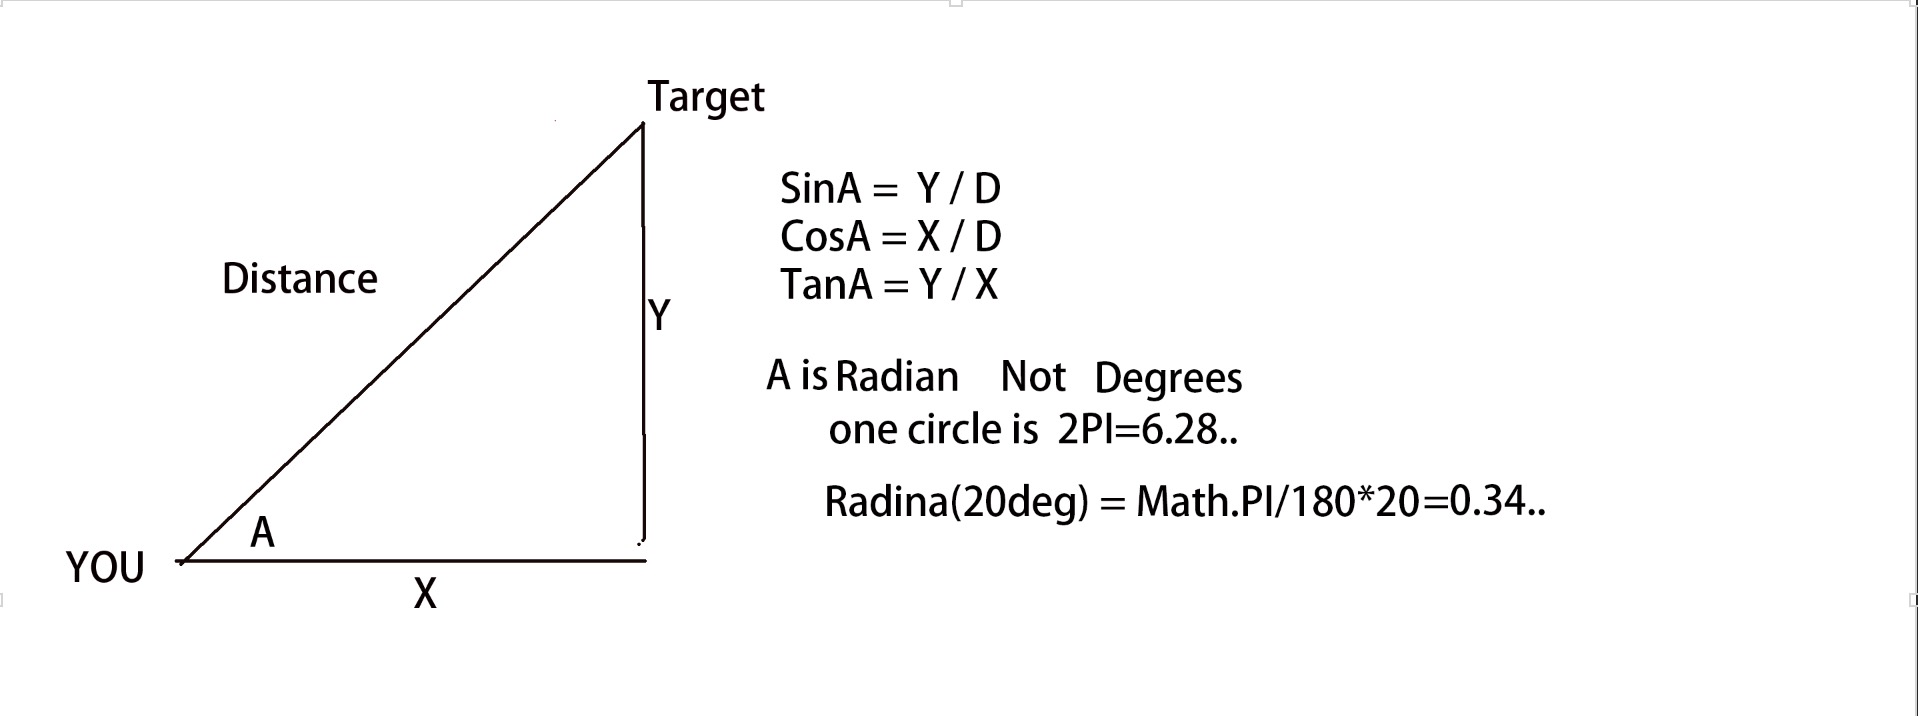 Target
SinA = Y / D
CosA = X / D
TanA = Y / X
Distance
Y
A is Radian Not Degrees
one circle is 2PI=6.28..
Radina(20deg) = Math.PI/180*20=0.34..
A
YOU
X